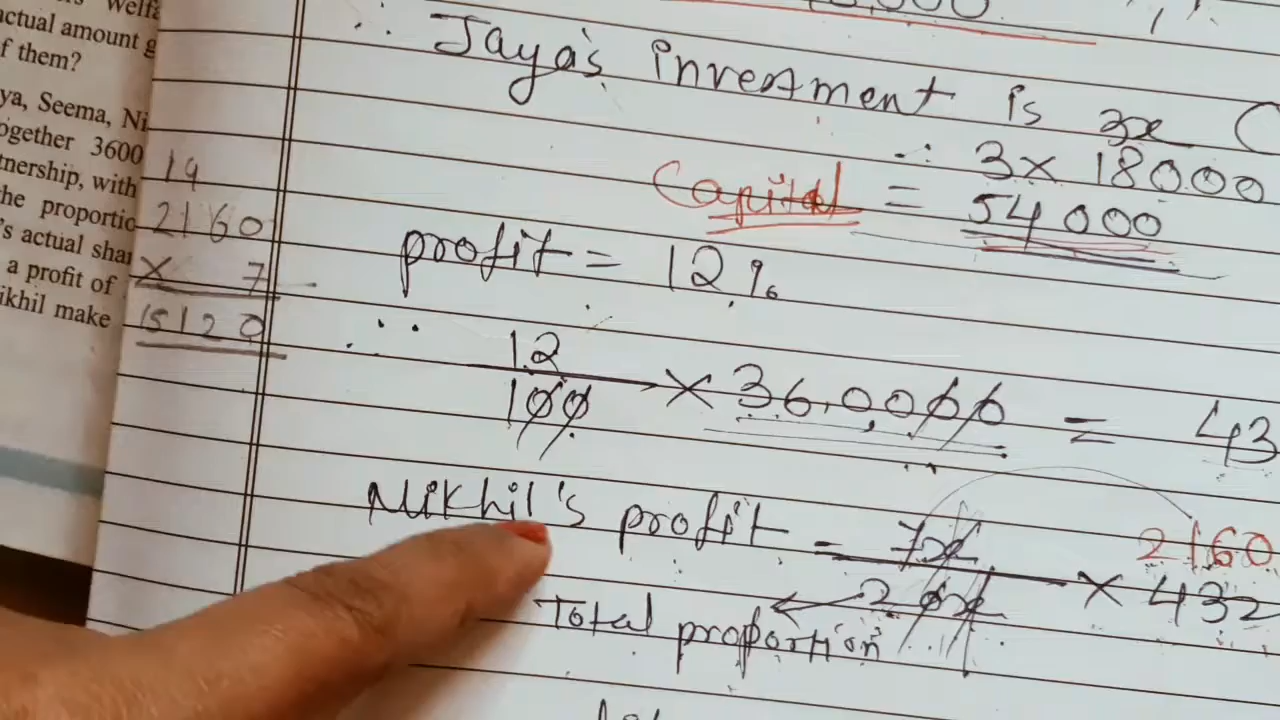 Welfa
actual amount g
f them?
ya, Seema, Ni
ogether 3600
tnership, with
he proportio
's actual shar
a profit of
ikhil make
14
2160
× 7
15120
∴ Jaya's investment is 3x (
∴ 3 × 18000
Capital = 54000
profit = 12%
∴ 12/100 × 36,0000 = 43
Nikhil's profit = 7x/20x × 432
2160
Total proportion